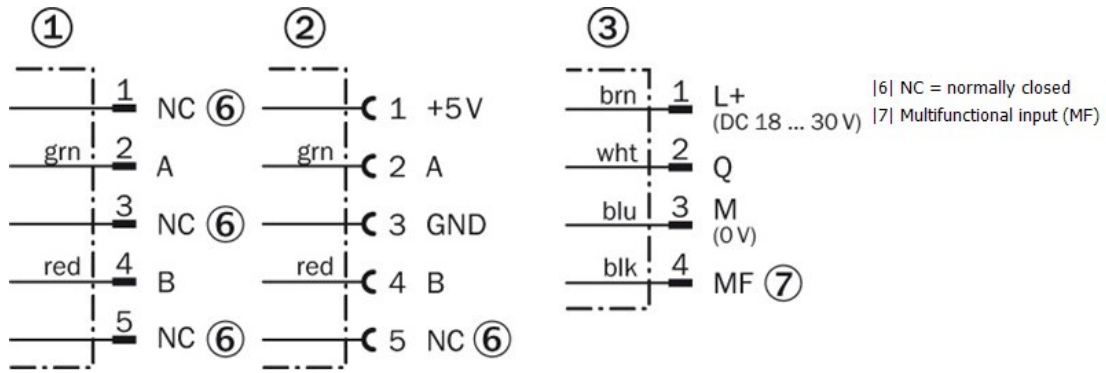 ①
1 NC ⑥
grn 2 A
3 NC ⑥
red 4 B
5 NC ⑥
②
1 +5V
grn 2 A
3 GND
red 4 B
5 NC ⑥
③
brn 1 L+
(DC 18 ... 30 V)
wht 2 Q
blu 3 M
(0 V)
blk 4 MF ⑦
|6| NC = normally closed
|7| Multifunctional input (MF)